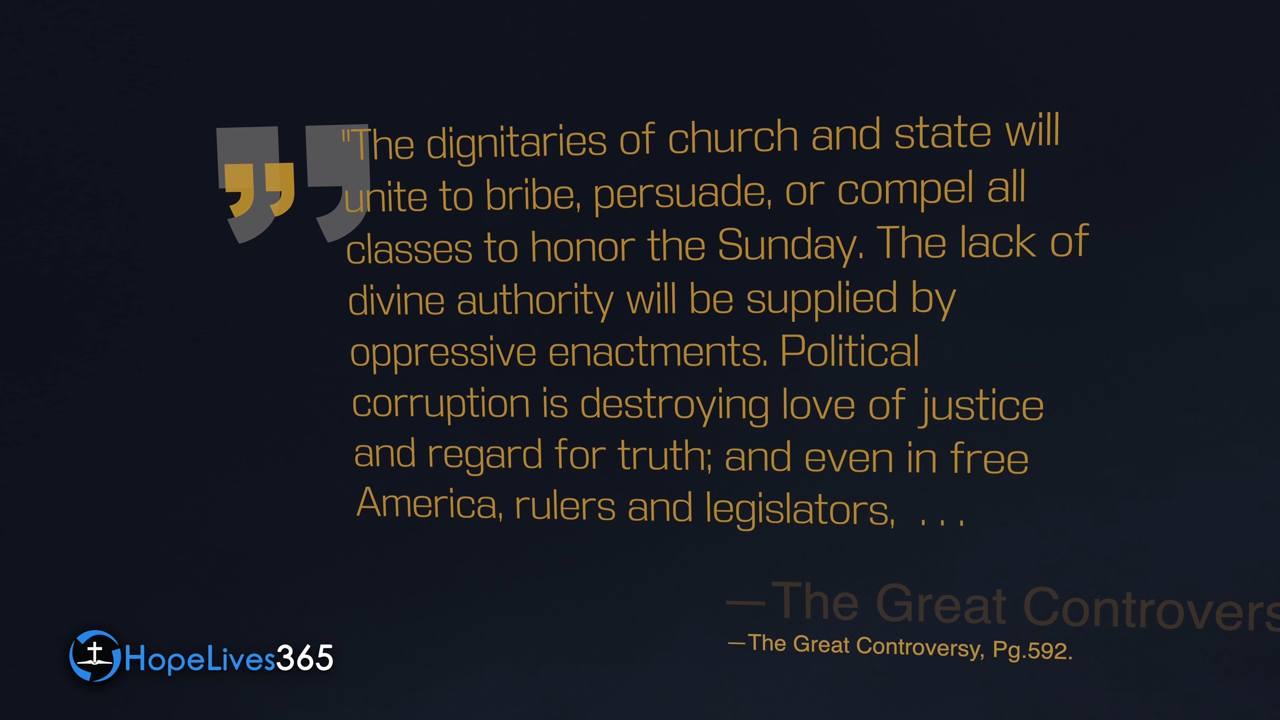 "The dignitaries of church and state will
unite to bribe, persuade, or compel all
classes to honor the Sunday. The lack of
divine authority will be supplied by
oppressive enactments. Political
corruption is destroying love of justice
and regard for truth; and even in free
America, rulers and legislators, . . .
—The Great Controvers
—The Great Controversy, Pg.592.
HopeLives365